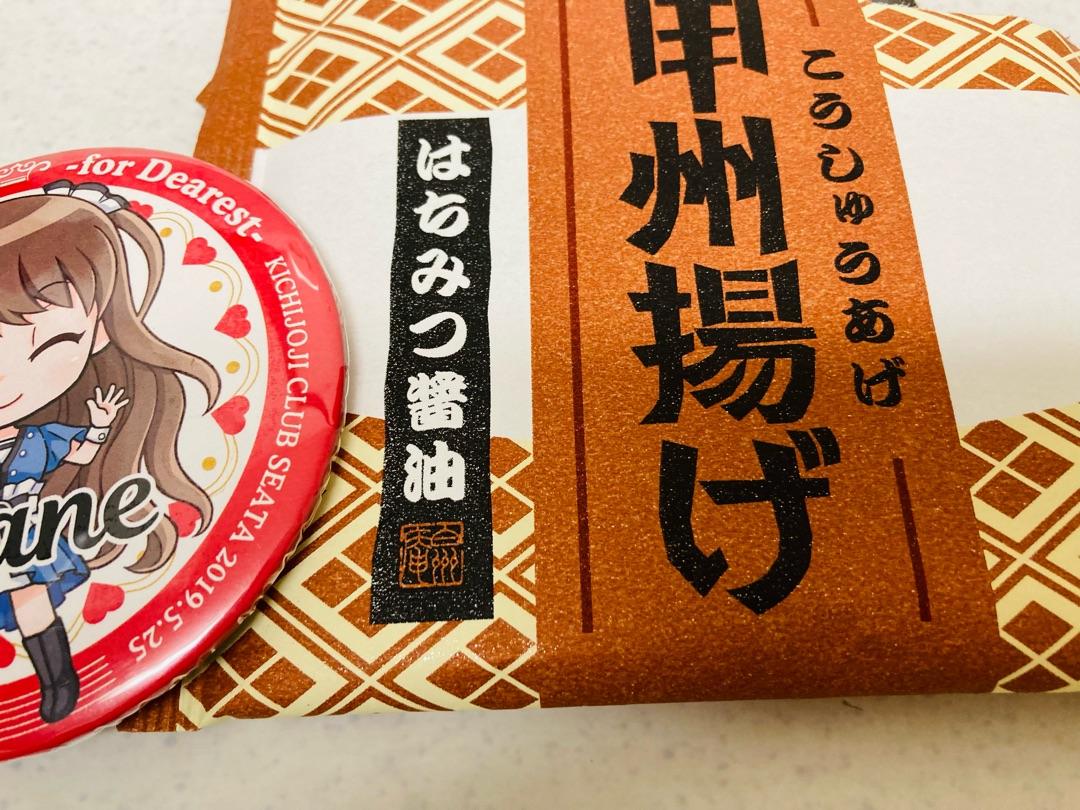 甲州揚げ
こうしゅうあげ
はちみつ醤油
-for Dearest-
KICHIJOJI CLUB SEATA 2019.5.25